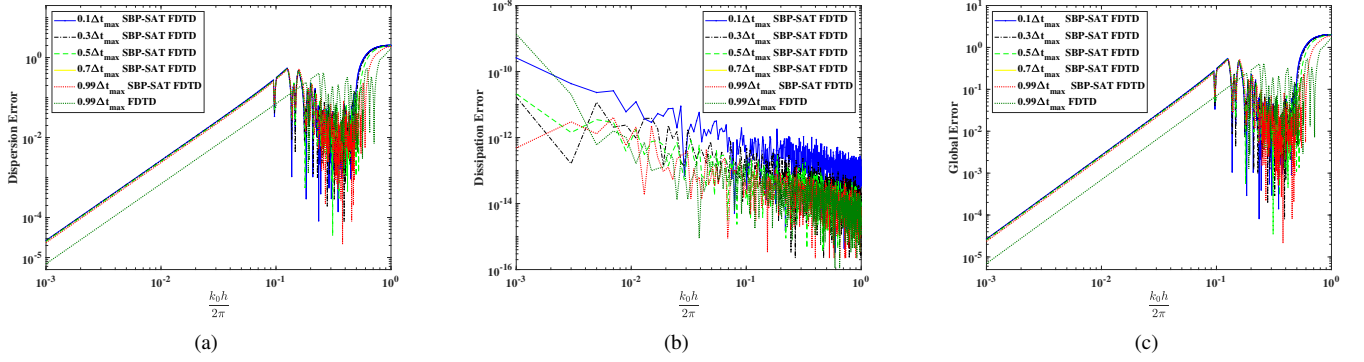 0.1Δt_max SBP-SAT FDTD
0.3Δt_max SBP-SAT FDTD
0.5Δt_max SBP-SAT FDTD
0.7Δt_max SBP-SAT FDTD
0.99Δt_max SBP-SAT FDTD
0.99Δt_max FDTD
Dispersion Error
10^0
10^-2
10^-4
10^-5
10^-3
10^-2
10^-1
10^0
k_0h/2π
(a)
0.1Δt_max SBP-SAT FDTD
0.3Δt_max SBP-SAT FDTD
0.5Δt_max SBP-SAT FDTD
0.7Δt_max SBP-SAT FDTD
0.99Δt_max SBP-SAT FDTD
0.99Δt_max FDTD
Dissipation Error
10^-8
10^-10
10^-12
10^-14
10^-16
10^-3
10^-2
10^-1
10^0
k_0h/2π
(b)
0.1Δt_max SBP-SAT FDTD
0.3Δt_max SBP-SAT FDTD
0.5Δt_max SBP-SAT FDTD
0.7Δt_max SBP-SAT FDTD
0.99Δt_max SBP-SAT FDTD
0.99Δt_max FDTD
Global Error
10^1
10^0
10^-1
10^-2
10^-3
10^-4
10^-5
10^-3
10^-2
10^-1
10^0
k_0h/2π
(c)